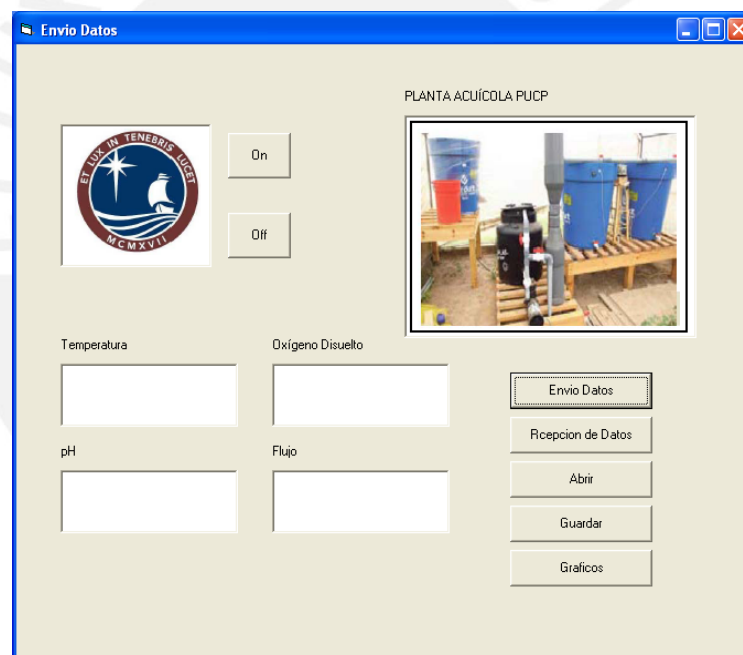 Envio Datos
PLANTA ACUÍCOLA PUCP
ET LUX IN TENEBRIS LUCET
MCMXVII
On
Off
Temperatura
Oxígeno Disuelto
pH
Flujo
Envio Datos
Rcepcion de Datos
Abrir
Guardar
Graficos